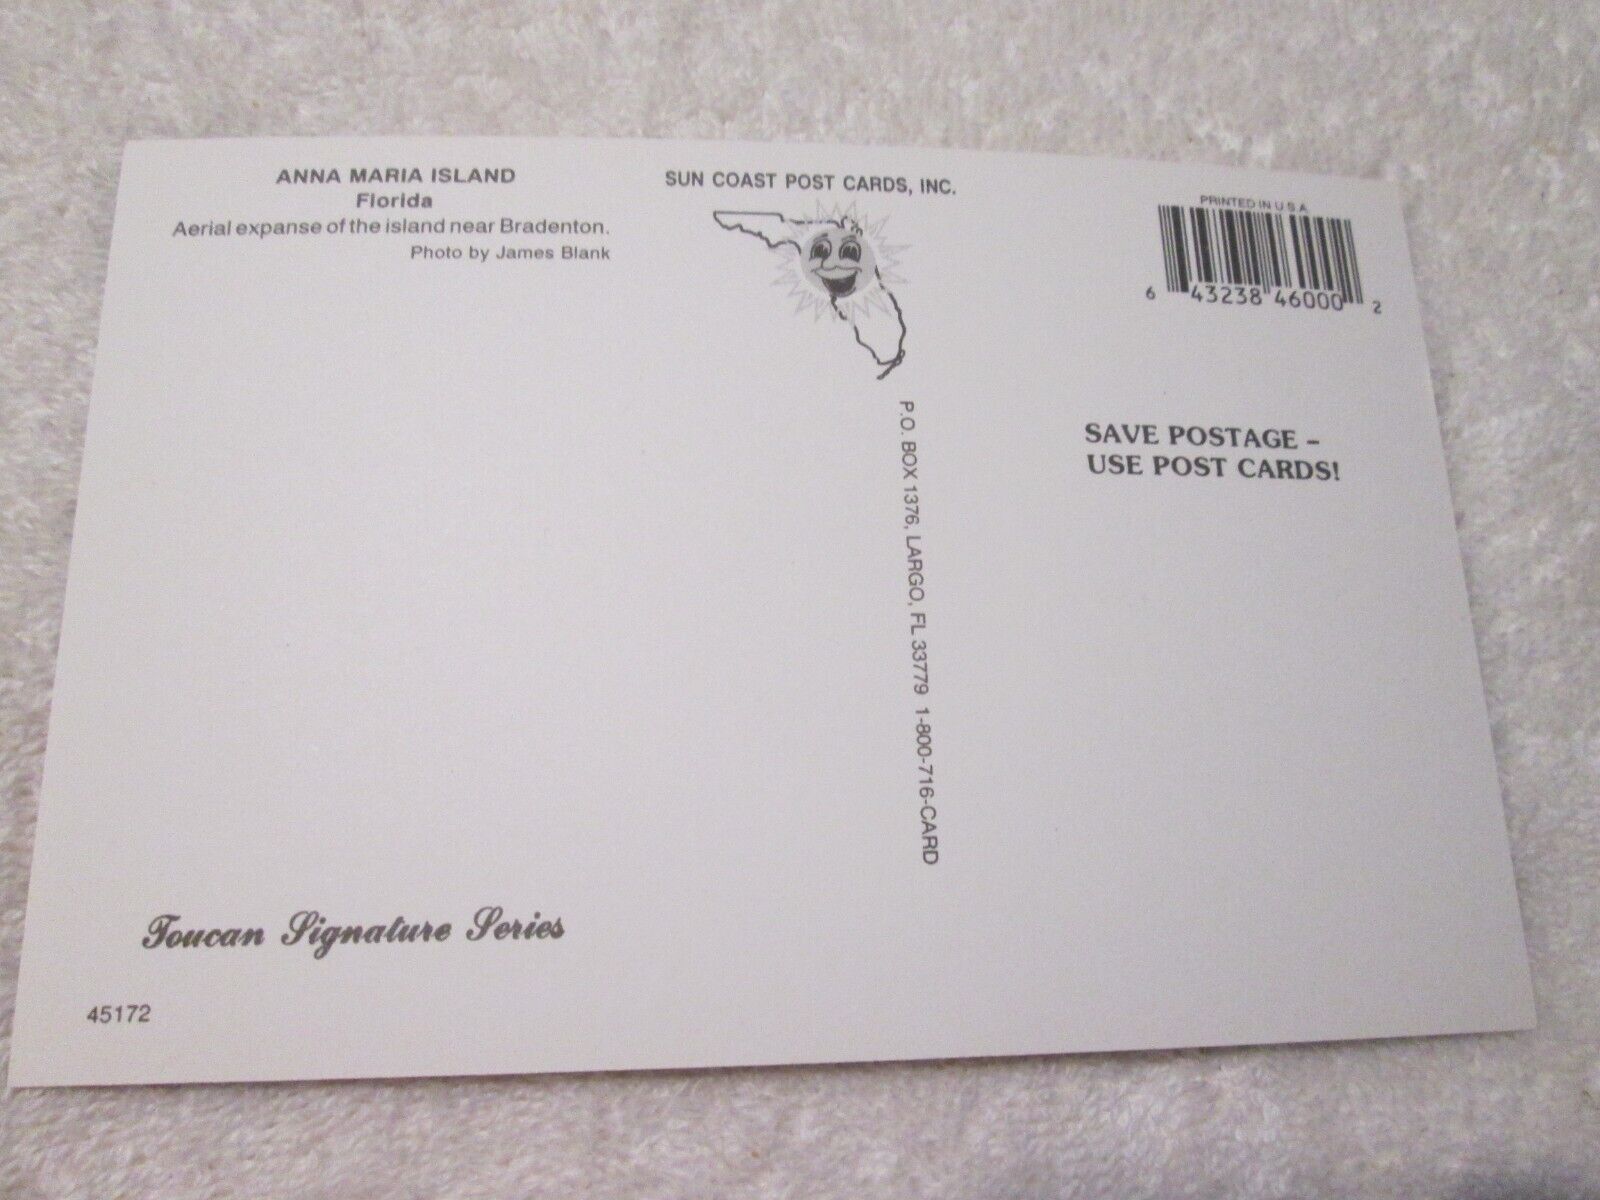 ANNA MARIA ISLAND
Florida
Aerial expanse of the island near Bradenton.
Photo by James Blank
SUN COAST POST CARDS, INC.
P.O. BOX 1376, LARGO, FL 33779 1-800-716-CARD
PRINTED IN U.S.A.
6 43238 46000 2
SAVE POSTAGE –
USE POST CARDS!
Toucan Signature Series
45172